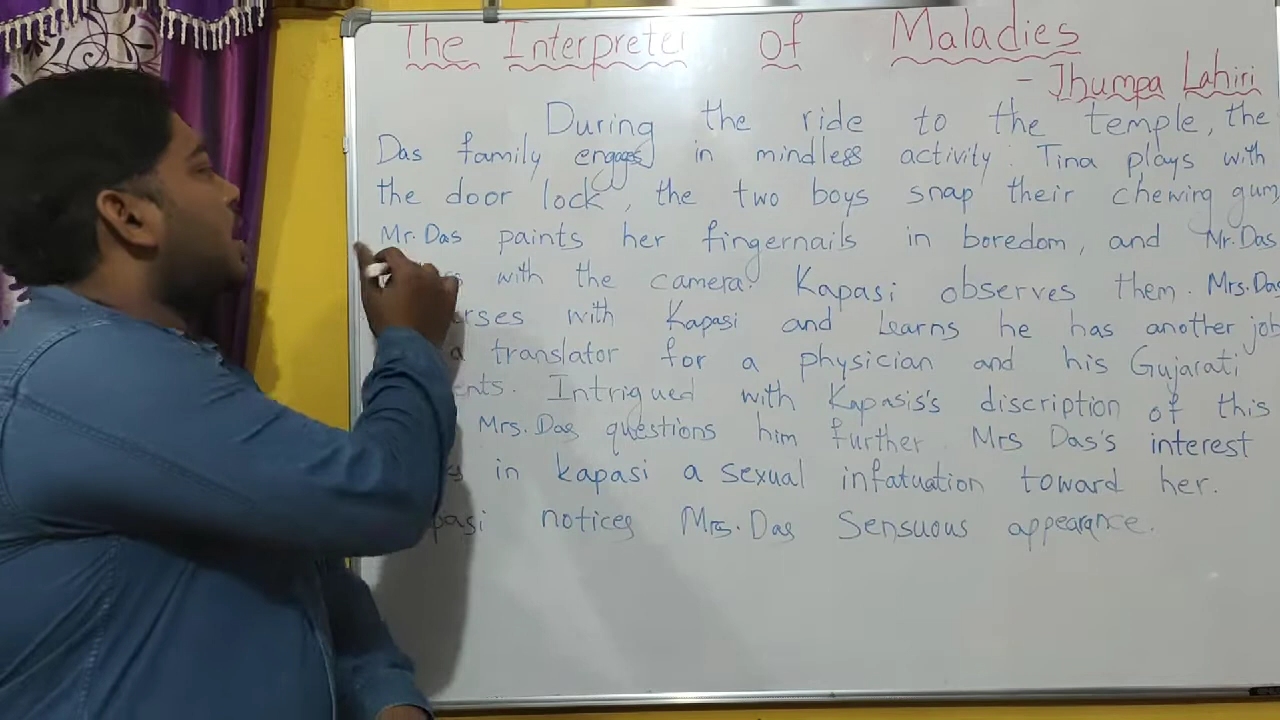 The Interpreter of Maladies
- Jhumpa Lahiri
During the ride to the temple, the
Das family engages in mindless activity. Tina plays with
the door lock, the two boys snap their chewing gum,
Mr. Das paints her fingernails in boredom, and Mr. Das
with the camera. Kapasi observes them. Mrs. Das
with Kapasi and learns he has another job
a translator for a physician and his Gujarati
Intrigued with Kapasis's discription of this
Mrs. Das questions him further. Mrs Das's interest
in kapasi a sexual infatuation toward her.
notices Mrs. Das Sensuous appearance.